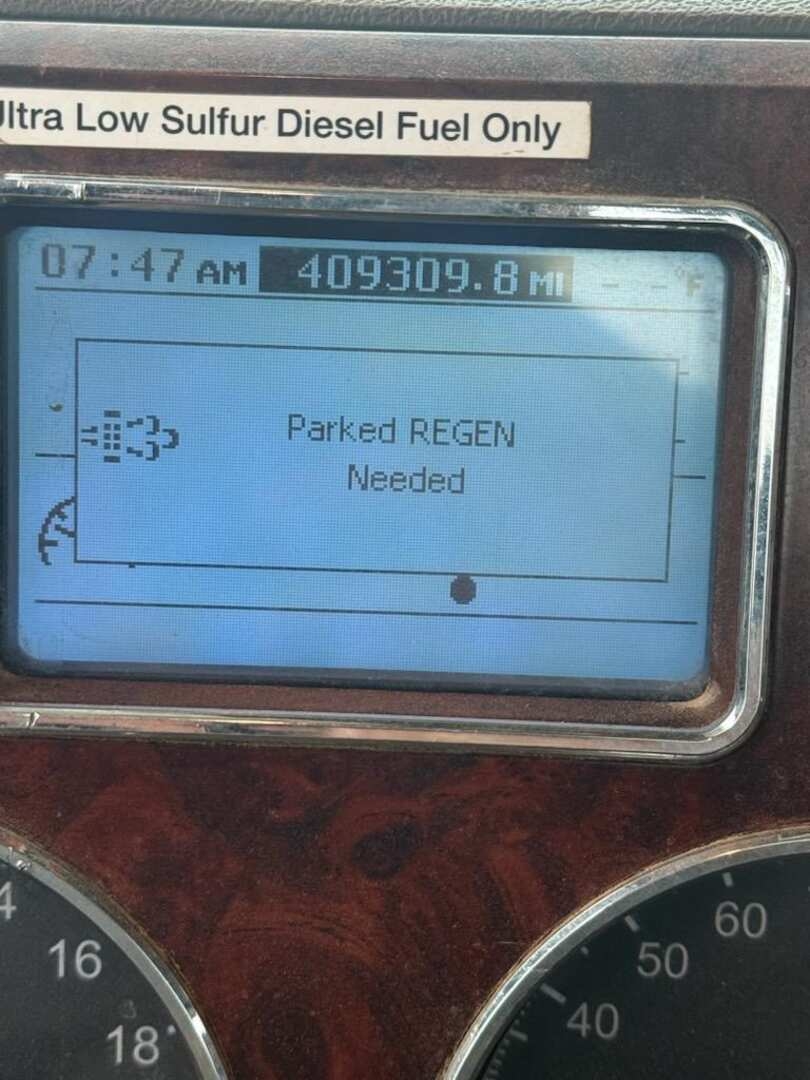 Ultra Low Sulfur Diesel Fuel Only
07:47 AM 409309.8 MI - - °F
Parked REGEN
Needed
4
16
18
60
50
40